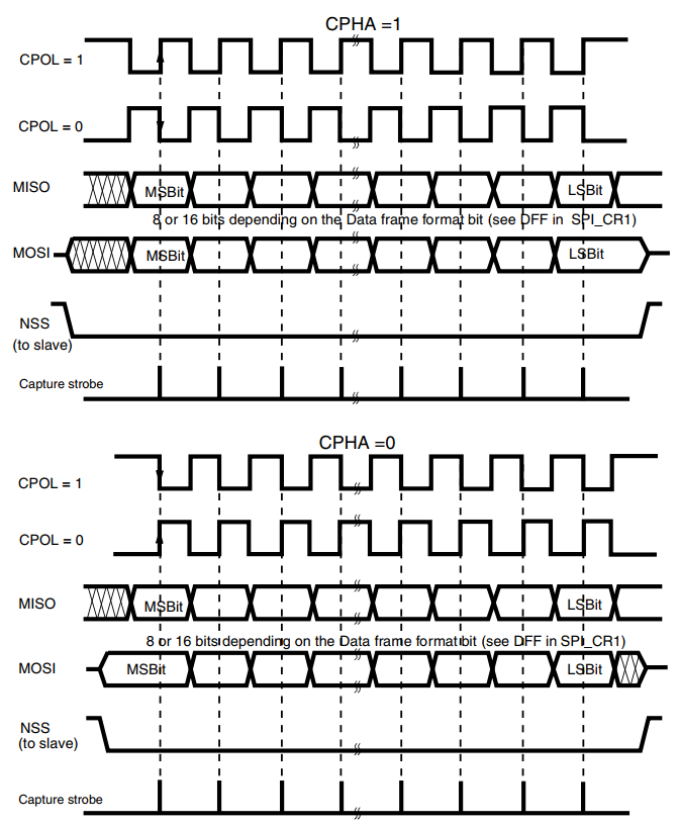 CPHA =1
CPOL = 1
CPOL = 0
MISO
MSBit
LSBit
8 or 16 bits depending on the Data frame format bit (see DFF in SPI_CR1)
MOSI
MSBit
LSBit
NSS
(to slave)
Capture strobe
CPHA =0
CPOL = 1
CPOL = 0
MISO
MSBit
LSBit
8 or 16 bits depending on the Data frame format bit (see DFF in SPI_CR1)
MOSI
MSBit
LSBit
NSS
(to slave)
Capture strobe